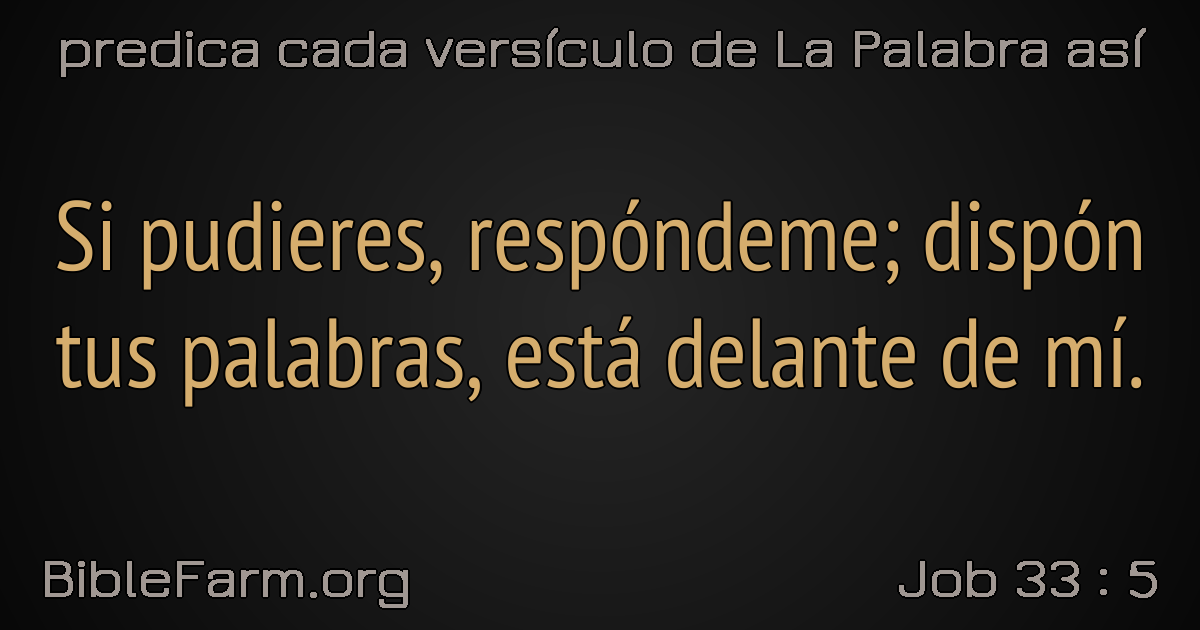 predica cada versículo de La Palabra así
Si pudieres, respóndeme; dispón
tus palabras, está delante de mí.
BibleFarm.org
Job 33 : 5